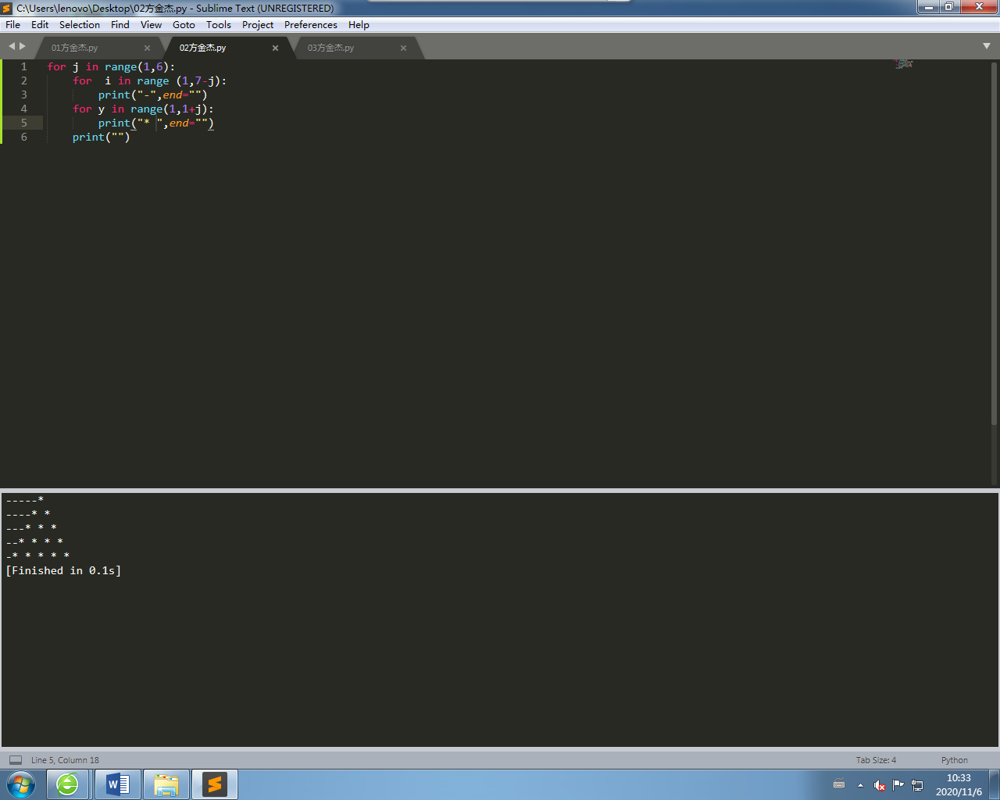 C:\Users\lenovo\Desktop\02方金杰.py - Sublime Text (UNREGISTERED)
File Edit Selection Find View Goto Tools Project Preferences Help
01方金杰.py 02方金杰.py 03方金杰.py
1 for j in range(1,6):
2     for  i in range (1,7-j):
3         print("-",end="")
4     for y in range(1,1+j):
5         print("* ",end="")
6     print("")
-----*
----* *
---* * *
--* * * *
-* * * * *
[Finished in 0.1s]
Line 5, Column 18 Tab Size: 4 Python
10:33
2020/11/6